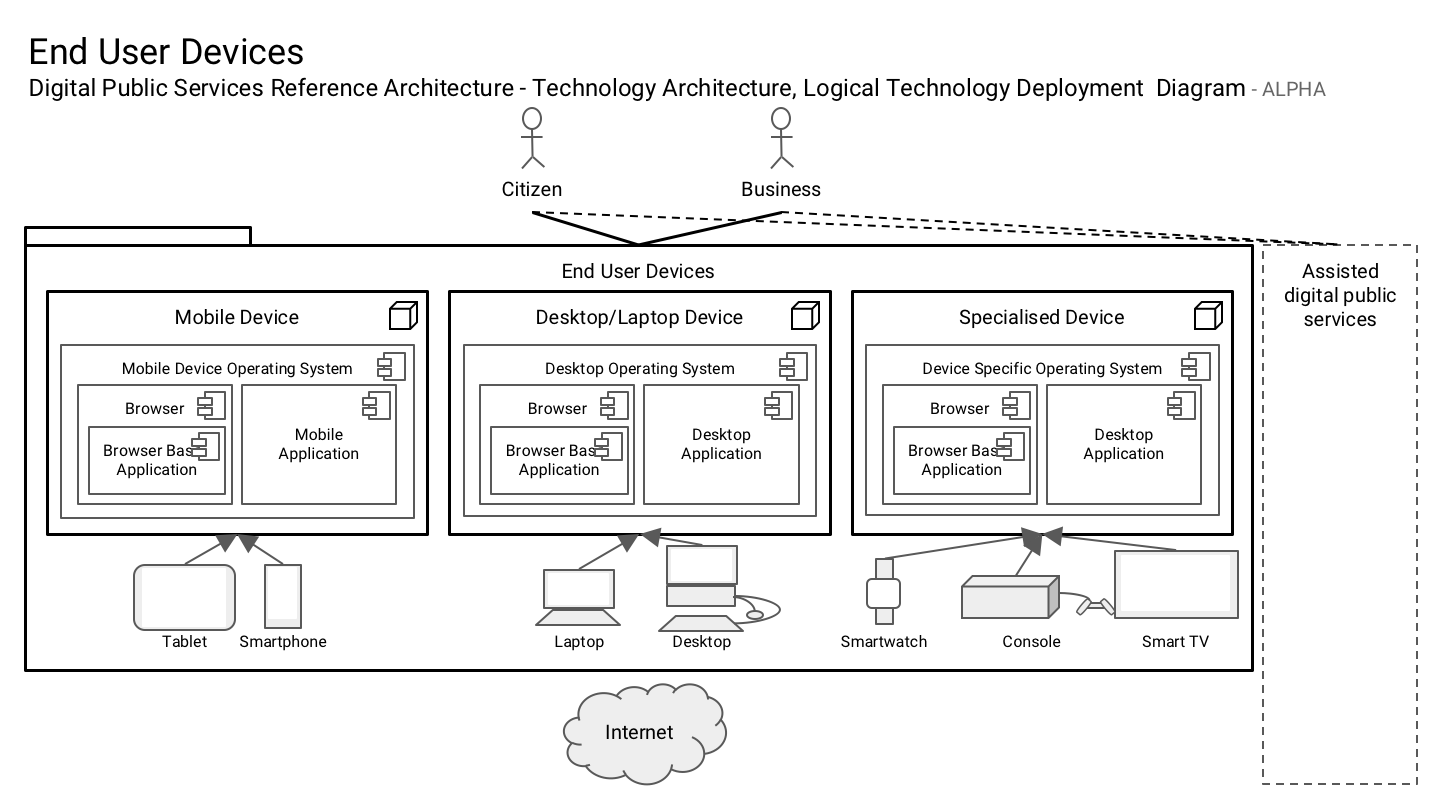 End User Devices
Digital Public Services Reference Architecture - Technology Architecture, Logical Technology Deployment Diagram - ALPHA
Citizen
Business
End User Devices
Assisted
digital public
services
Mobile Device
Mobile Device Operating System
Browser
Browser Bas
Application
Mobile
Application
Desktop/Laptop Device
Desktop Operating System
Browser
Browser Bas
Application
Desktop
Application
Specialised Device
Device Specific Operating System
Browser
Browser Bas
Application
Desktop
Application
Tablet
Smartphone
Laptop
Desktop
Smartwatch
Console
Smart TV
Internet